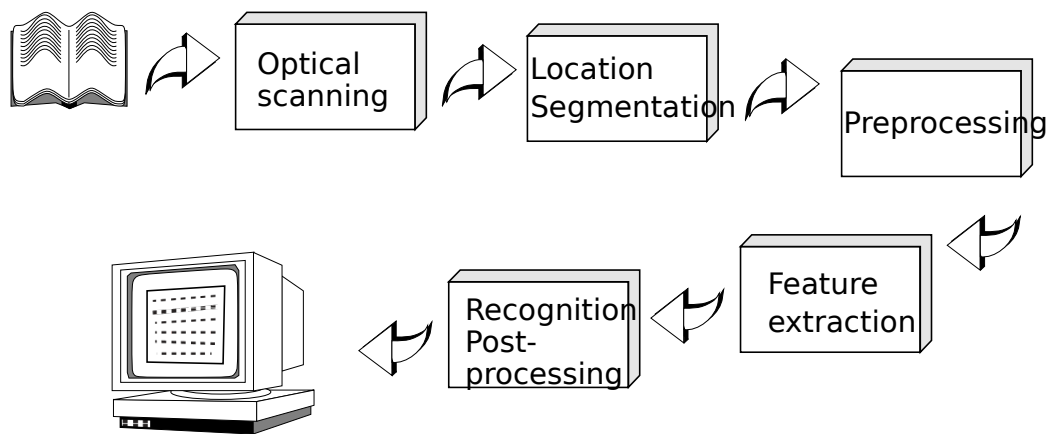 Optical
scanning
Location
Segmentation
Preprocessing
Feature
extraction
Recognition
Post-
processing